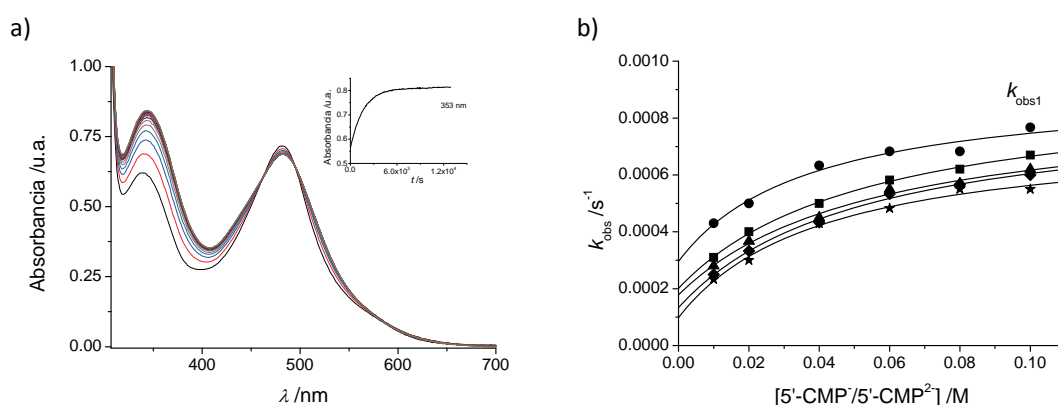 a)
1.00
0.75
0.50
0.25
0.00
Absorbancia /u.a.
400
500
600
700
λ /nm
0.8
0.7
0.6
0.5
Absorbancia /u.a.
353 nm
0.0
6.0x10³
1.2x10⁴
t /s
b)
0.0010
0.0008
0.0006
0.0004
0.0002
0.0000
k_obs /s⁻¹
k_obs1
0.00
0.02
0.04
0.06
0.08
0.10
[5'-CMP⁻/5'-CMP²⁻] /M